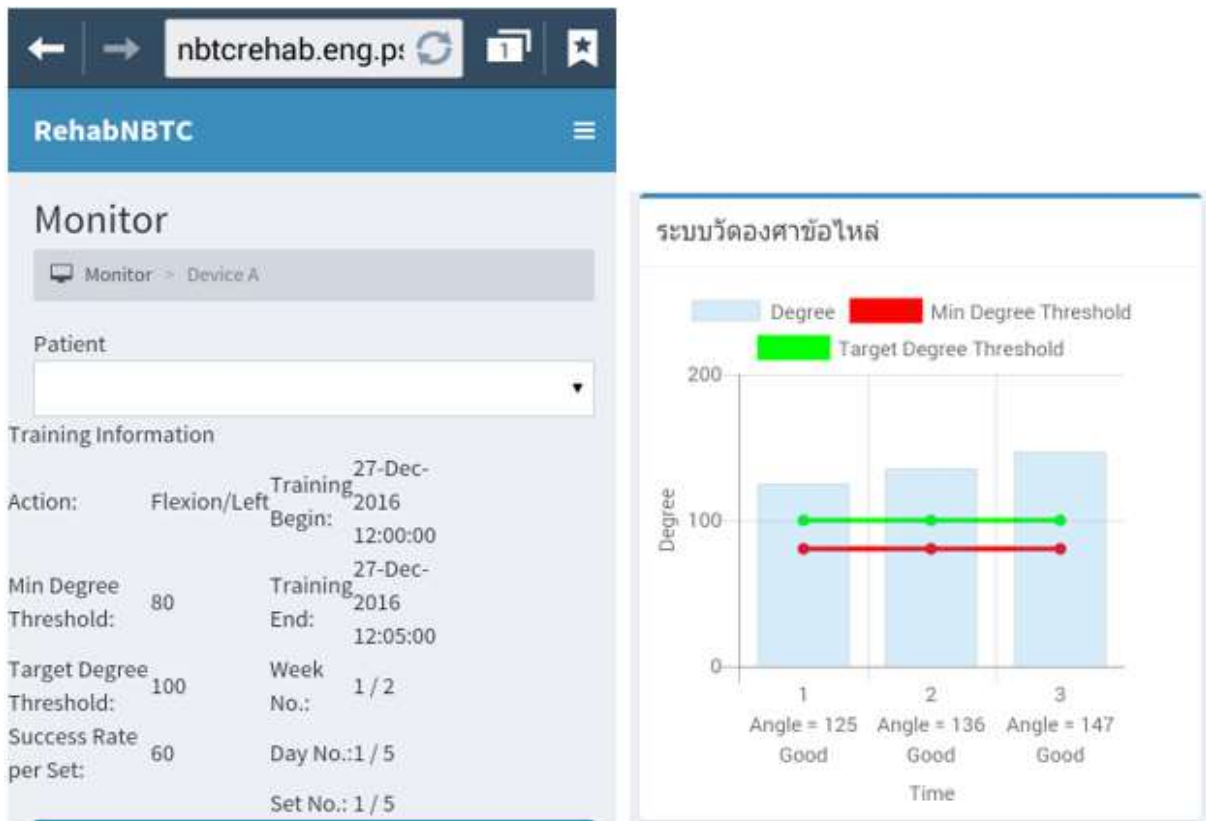 nbtcrehab.eng.ps
1
RehabNBTC
Monitor
Monitor > Device A
Patient
Training Information
Action: Flexion/Left Training Begin: 27-Dec-2016 12:00:00
Min Degree Threshold: 80 Training End: 27-Dec-2016 12:05:00
Target Degree Threshold: 100 Week No.: 1 / 2
Success Rate per Set: 60 Day No.: 1 / 5
Set No.: 1 / 5
ระบบวัดองศาข้อไหล่
Degree Min Degree Threshold
Target Degree Threshold
200
100
0
Degree
1 2 3
Angle = 125 Angle = 136 Angle = 147
Good Good Good
Time